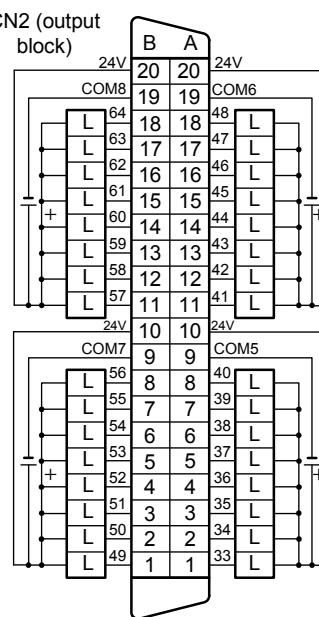 CN2 (output
block)
B A
24V 20 20 24V
COM8 19 19 COM6
L 64 18 18 48 L
L 63 17 17 47 L
L 62 16 16 46 L
L 61 15 15 45 L
+ +
L 60 14 14 44 L
L 59 13 13 43 L
L 58 12 12 42 L
L 57 11 11 41 L
24V 10 10 24V
COM7 9 9 COM5
L 56 8 8 40 L
L 55 7 7 39 L
L 54 6 6 38 L
L 53 5 5 37 L
+ +
L 52 4 4 36 L
L 51 3 3 35 L
L 50 2 2 34 L
L 49 1 1 33 L